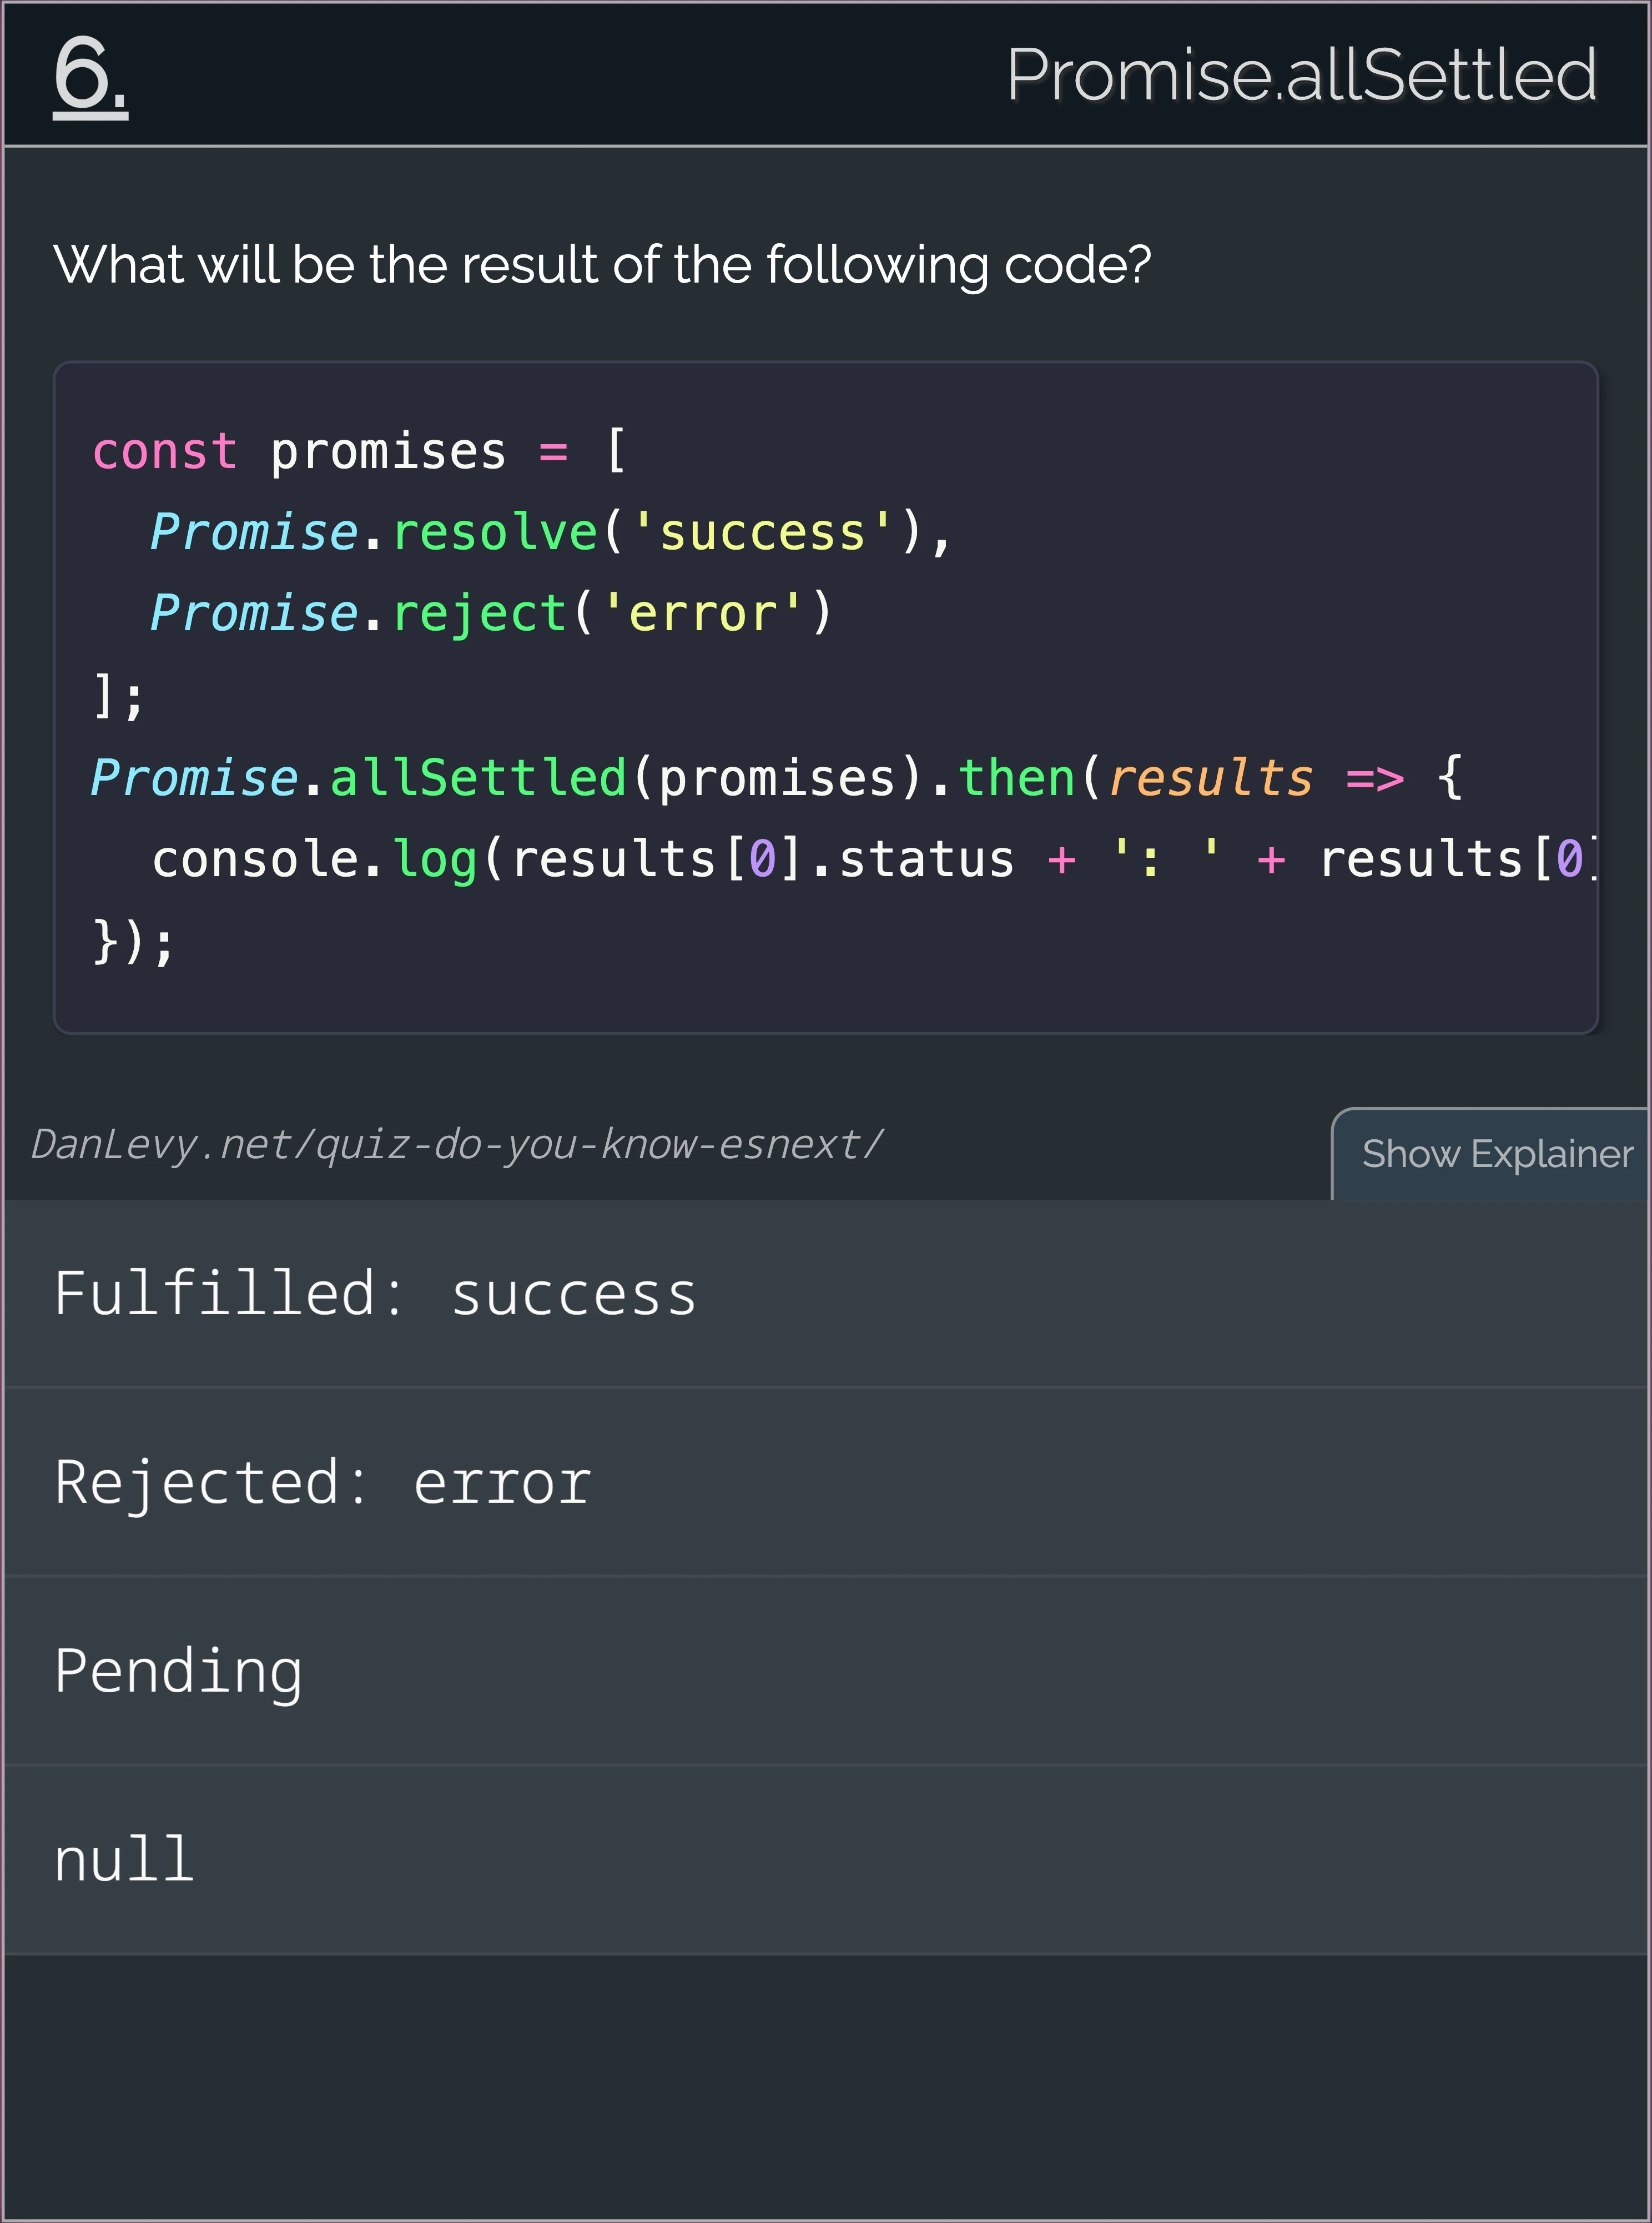 6.
Promise.allSettled
What will be the result of the following code?
const promises = [
  Promise.resolve('success'),
  Promise.reject('error')
];
Promise.allSettled(promises).then(results => {
  console.log(results[0].status + ': ' + results[0]
});
DanLevy.net/quiz-do-you-know-esnext/
Show Explainer
Fulfilled: success
Rejected: error
Pending
null